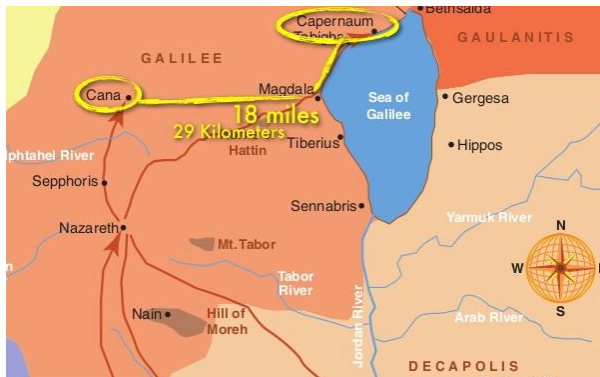 Bethsaida
Capernaum
Tabigha
GAULANITIS
GALILEE
Cana
Magdala
18 miles
29 Kilometers
Sea of
Galilee
Gergesa
Hattin
Tiberius
Hippos
lphtahel River
Sepphoris
Sennabris
Yarmuk River
Nazareth
Mt. Tabor
N
W
S
n
Tabor
River
Nain
Hill of
Moreh
Jordan River
Arab River
DECAPOLIS